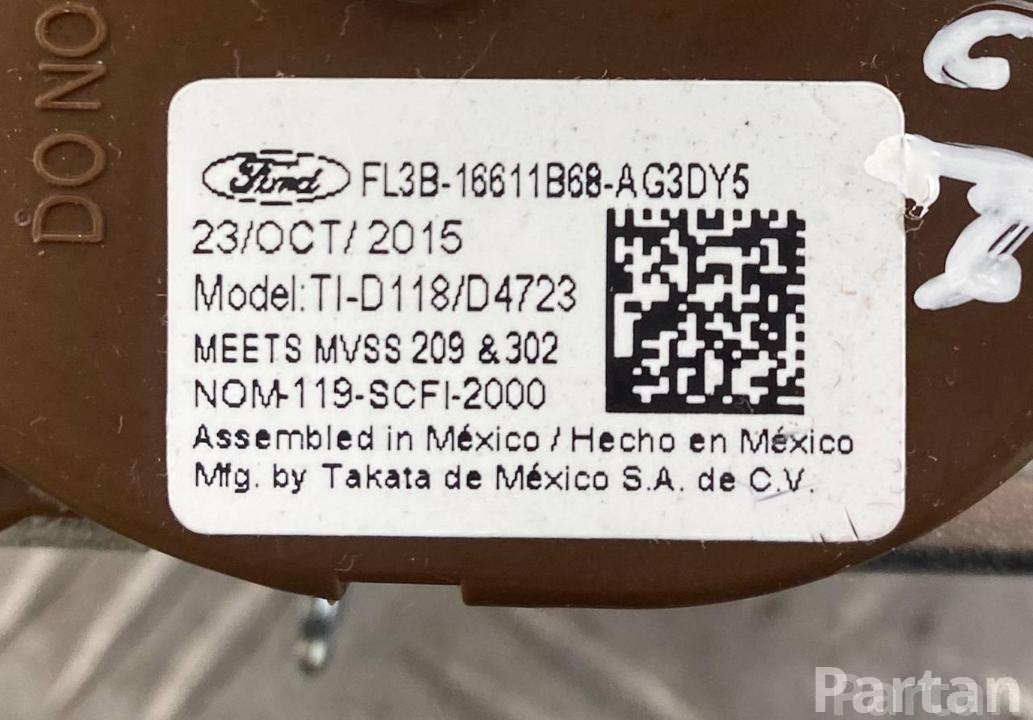 DO NO
Ford FL3B-16611B68-AG3DY5
23/OCT/2015
Model:TI-D118/D4723
MEETS MVSS 209 & 302
NOM-119-SCFI-2000
Assembled in México / Hecho en México
Mfg. by Takata de México S.A. de C.V.
Partan